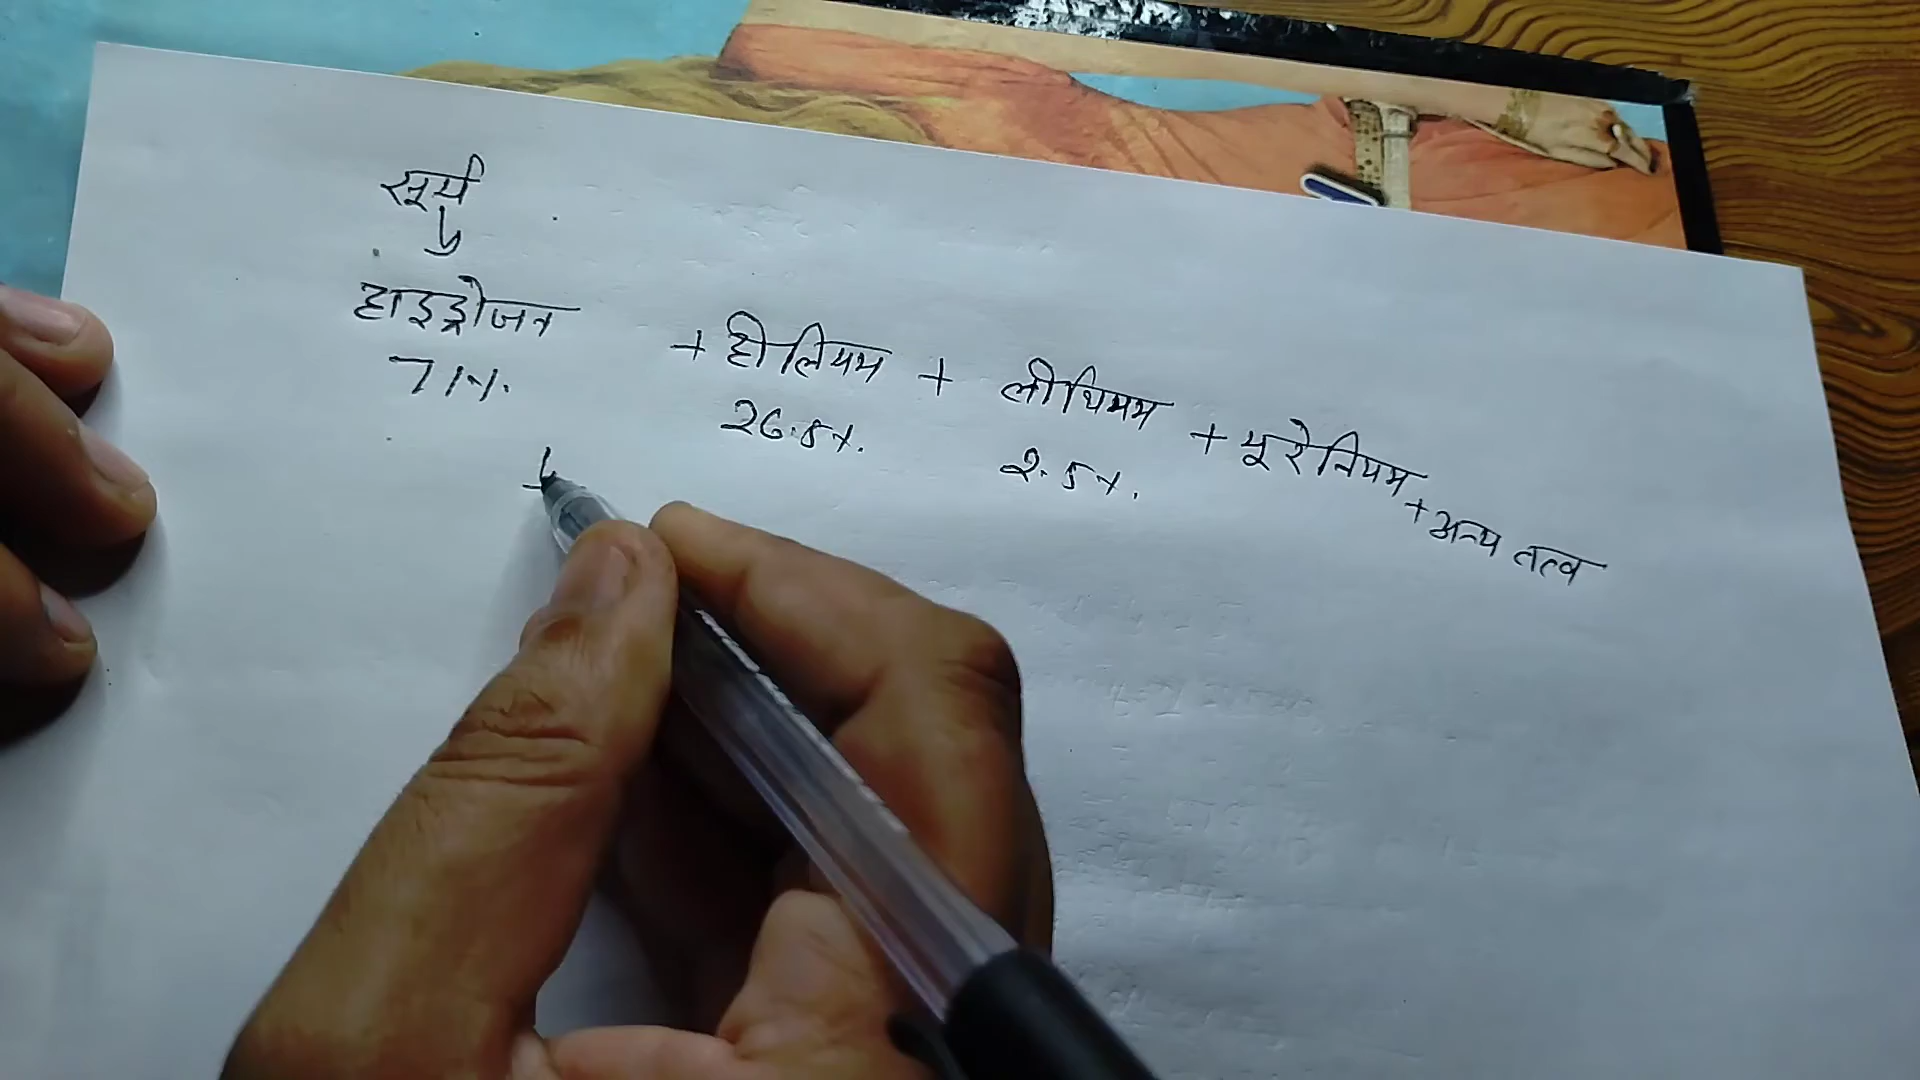 सूर्य
हाइड्रोजन + हीलियम + लीथियम + यूरेनियम + अन्य तत्व
71% 26.5% 2.5%